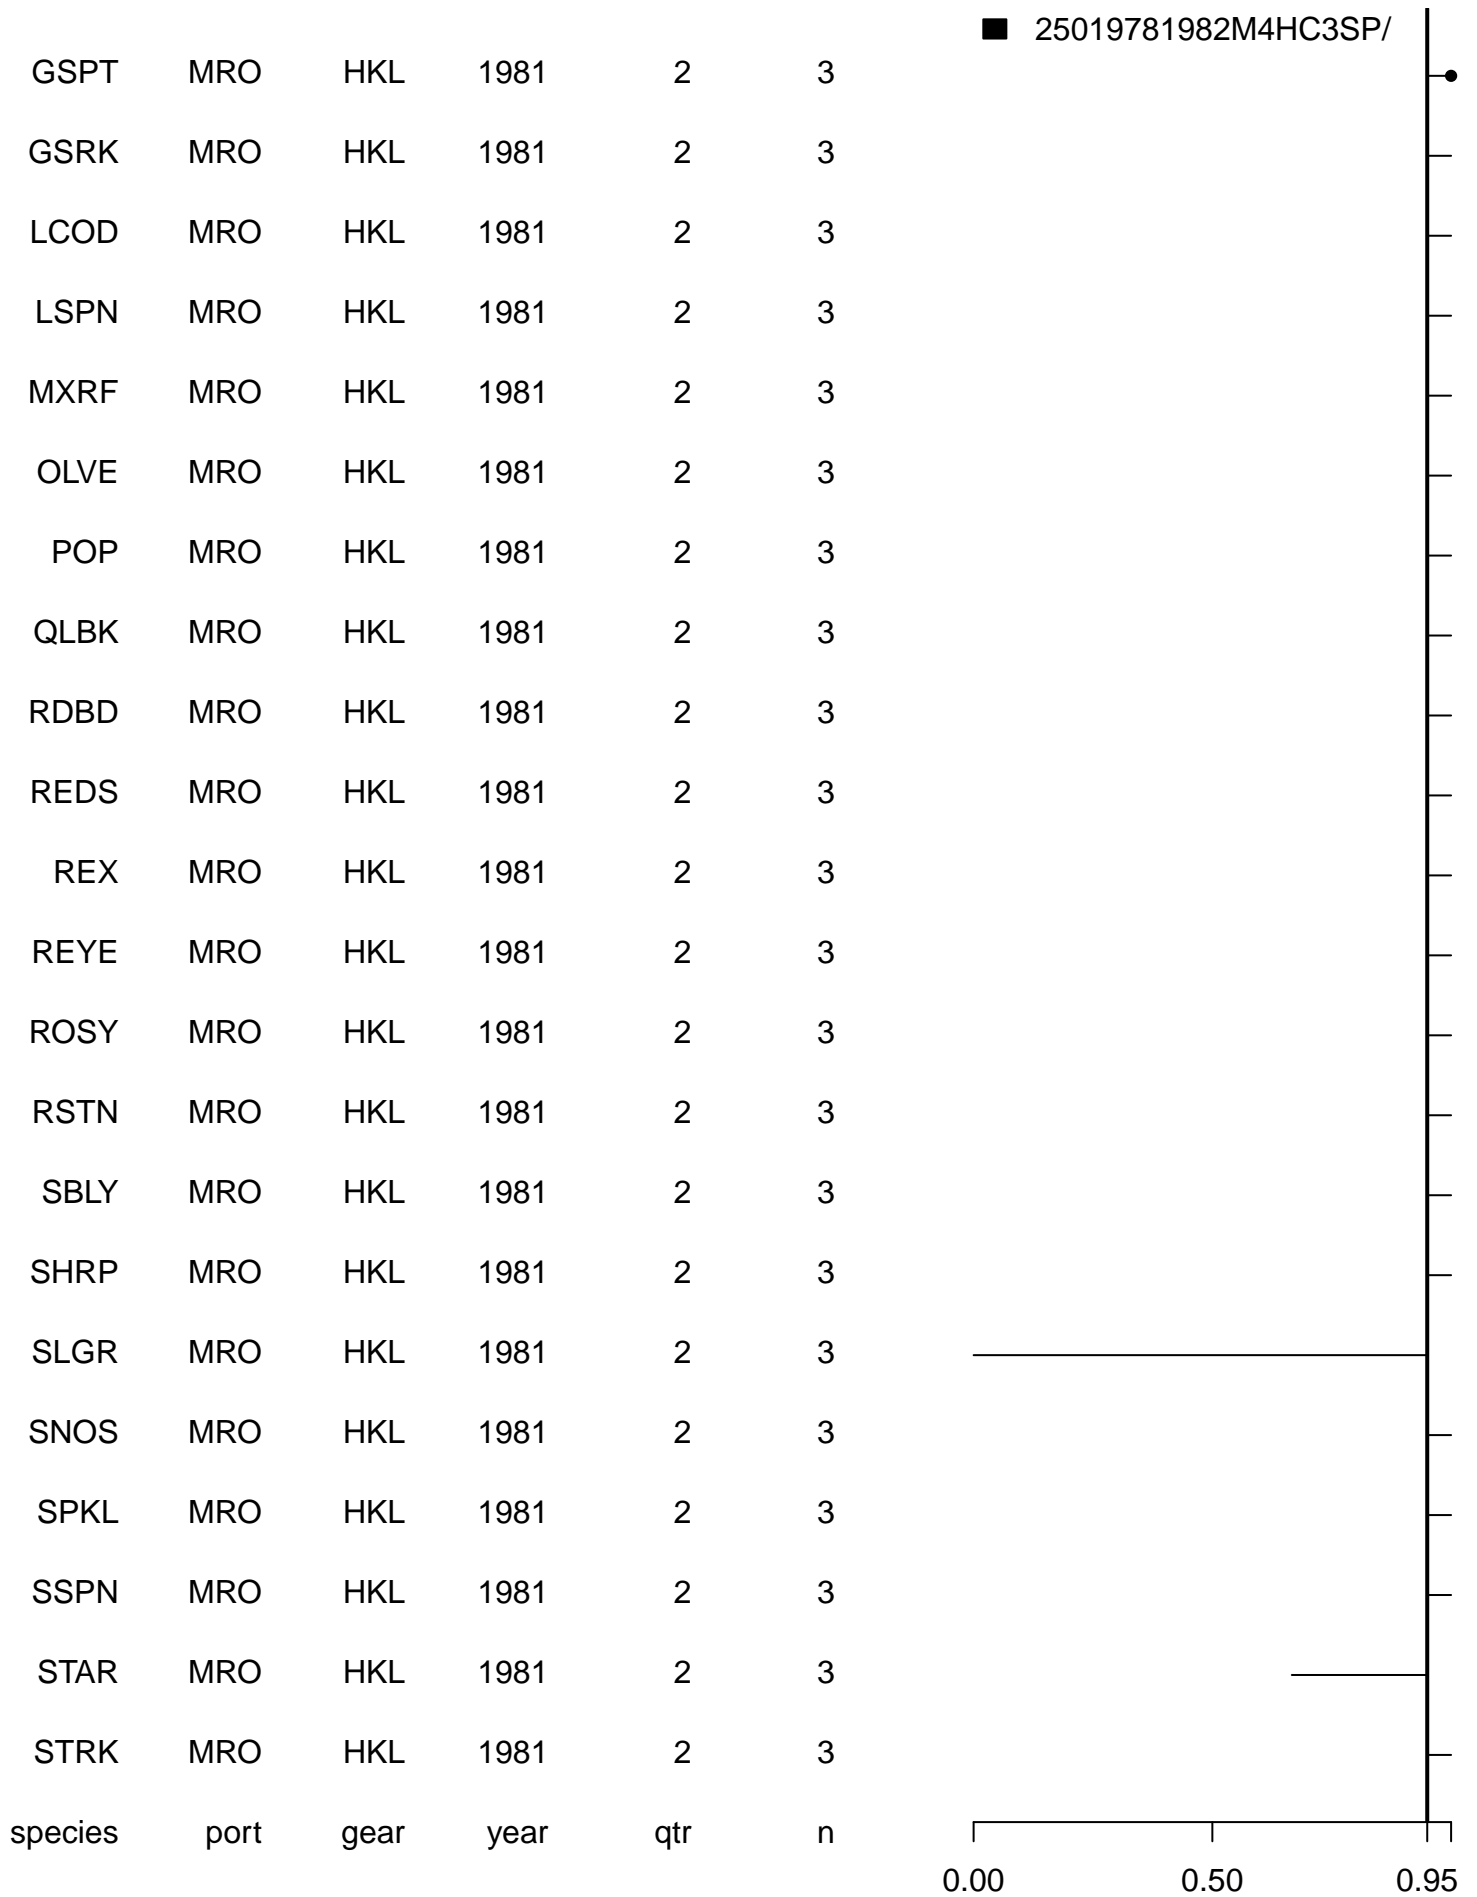 25019781982M4HC3SP/
GSPT MRO HKL 1981 2 3
GSRK MRO HKL 1981 2 3
LCOD MRO HKL 1981 2 3
LSPN MRO HKL 1981 2 3
MXRF MRO HKL 1981 2 3
OLVE MRO HKL 1981 2 3
POP MRO HKL 1981 2 3
QLBK MRO HKL 1981 2 3
RDBD MRO HKL 1981 2 3
REDS MRO HKL 1981 2 3
REX MRO HKL 1981 2 3
REYE MRO HKL 1981 2 3
ROSY MRO HKL 1981 2 3
RSTN MRO HKL 1981 2 3
SBLY MRO HKL 1981 2 3
SHRP MRO HKL 1981 2 3
SLGR MRO HKL 1981 2 3
SNOS MRO HKL 1981 2 3
SPKL MRO HKL 1981 2 3
SSPN MRO HKL 1981 2 3
STAR MRO HKL 1981 2 3
STRK MRO HKL 1981 2 3
species port gear year qtr n
0.00 0.50 0.95